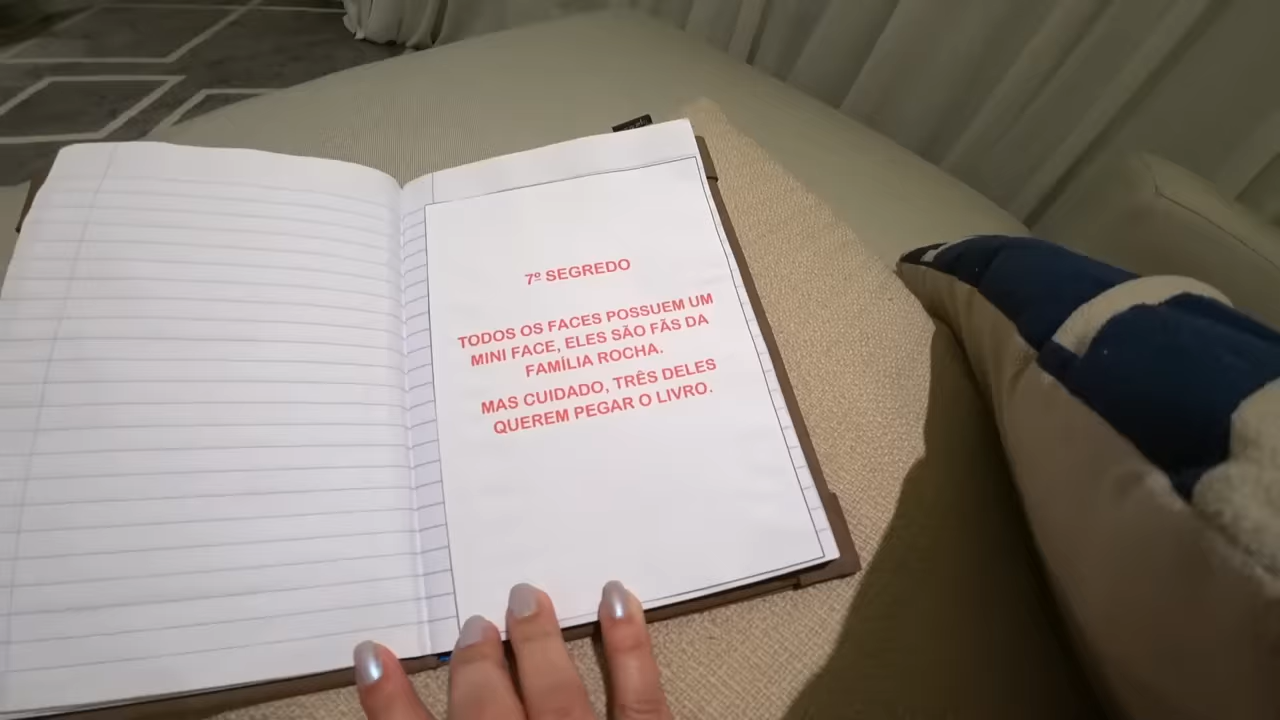 7º SEGREDO
TODOS OS FACES POSSUEM UM
MINI FACE, ELES SÃO FÃS DA
FAMÍLIA ROCHA.
MAS CUIDADO, TRÊS DELES
QUEREM PEGAR O LIVRO.